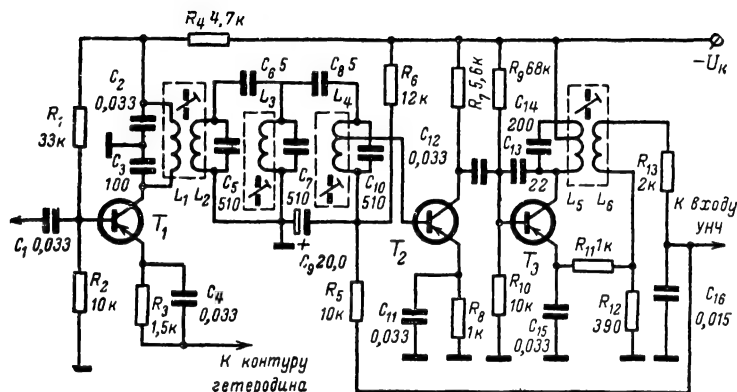 R4 4,7к
-Uк
C6 5
C8 5
R6
12к
R7 5,6к
R9 68к
C2
0,033
L3
L4
C14
200
R1
33к
C12
0,033
C13
22
R13
2к
C3
100
L1 L2
C5
510
C7
510
C10
510
L5 L6
К входу
УНЧ
T1
T2
T3
C1 0,033
C9 20,0
+
R11 1к
R2
10к
R3
1,5к
C4
0,033
R5
10к
C11
0,033
R8
1к
R10
10к
C15
0,033
R12
390
C16
0,015
К контуру
гетеродина